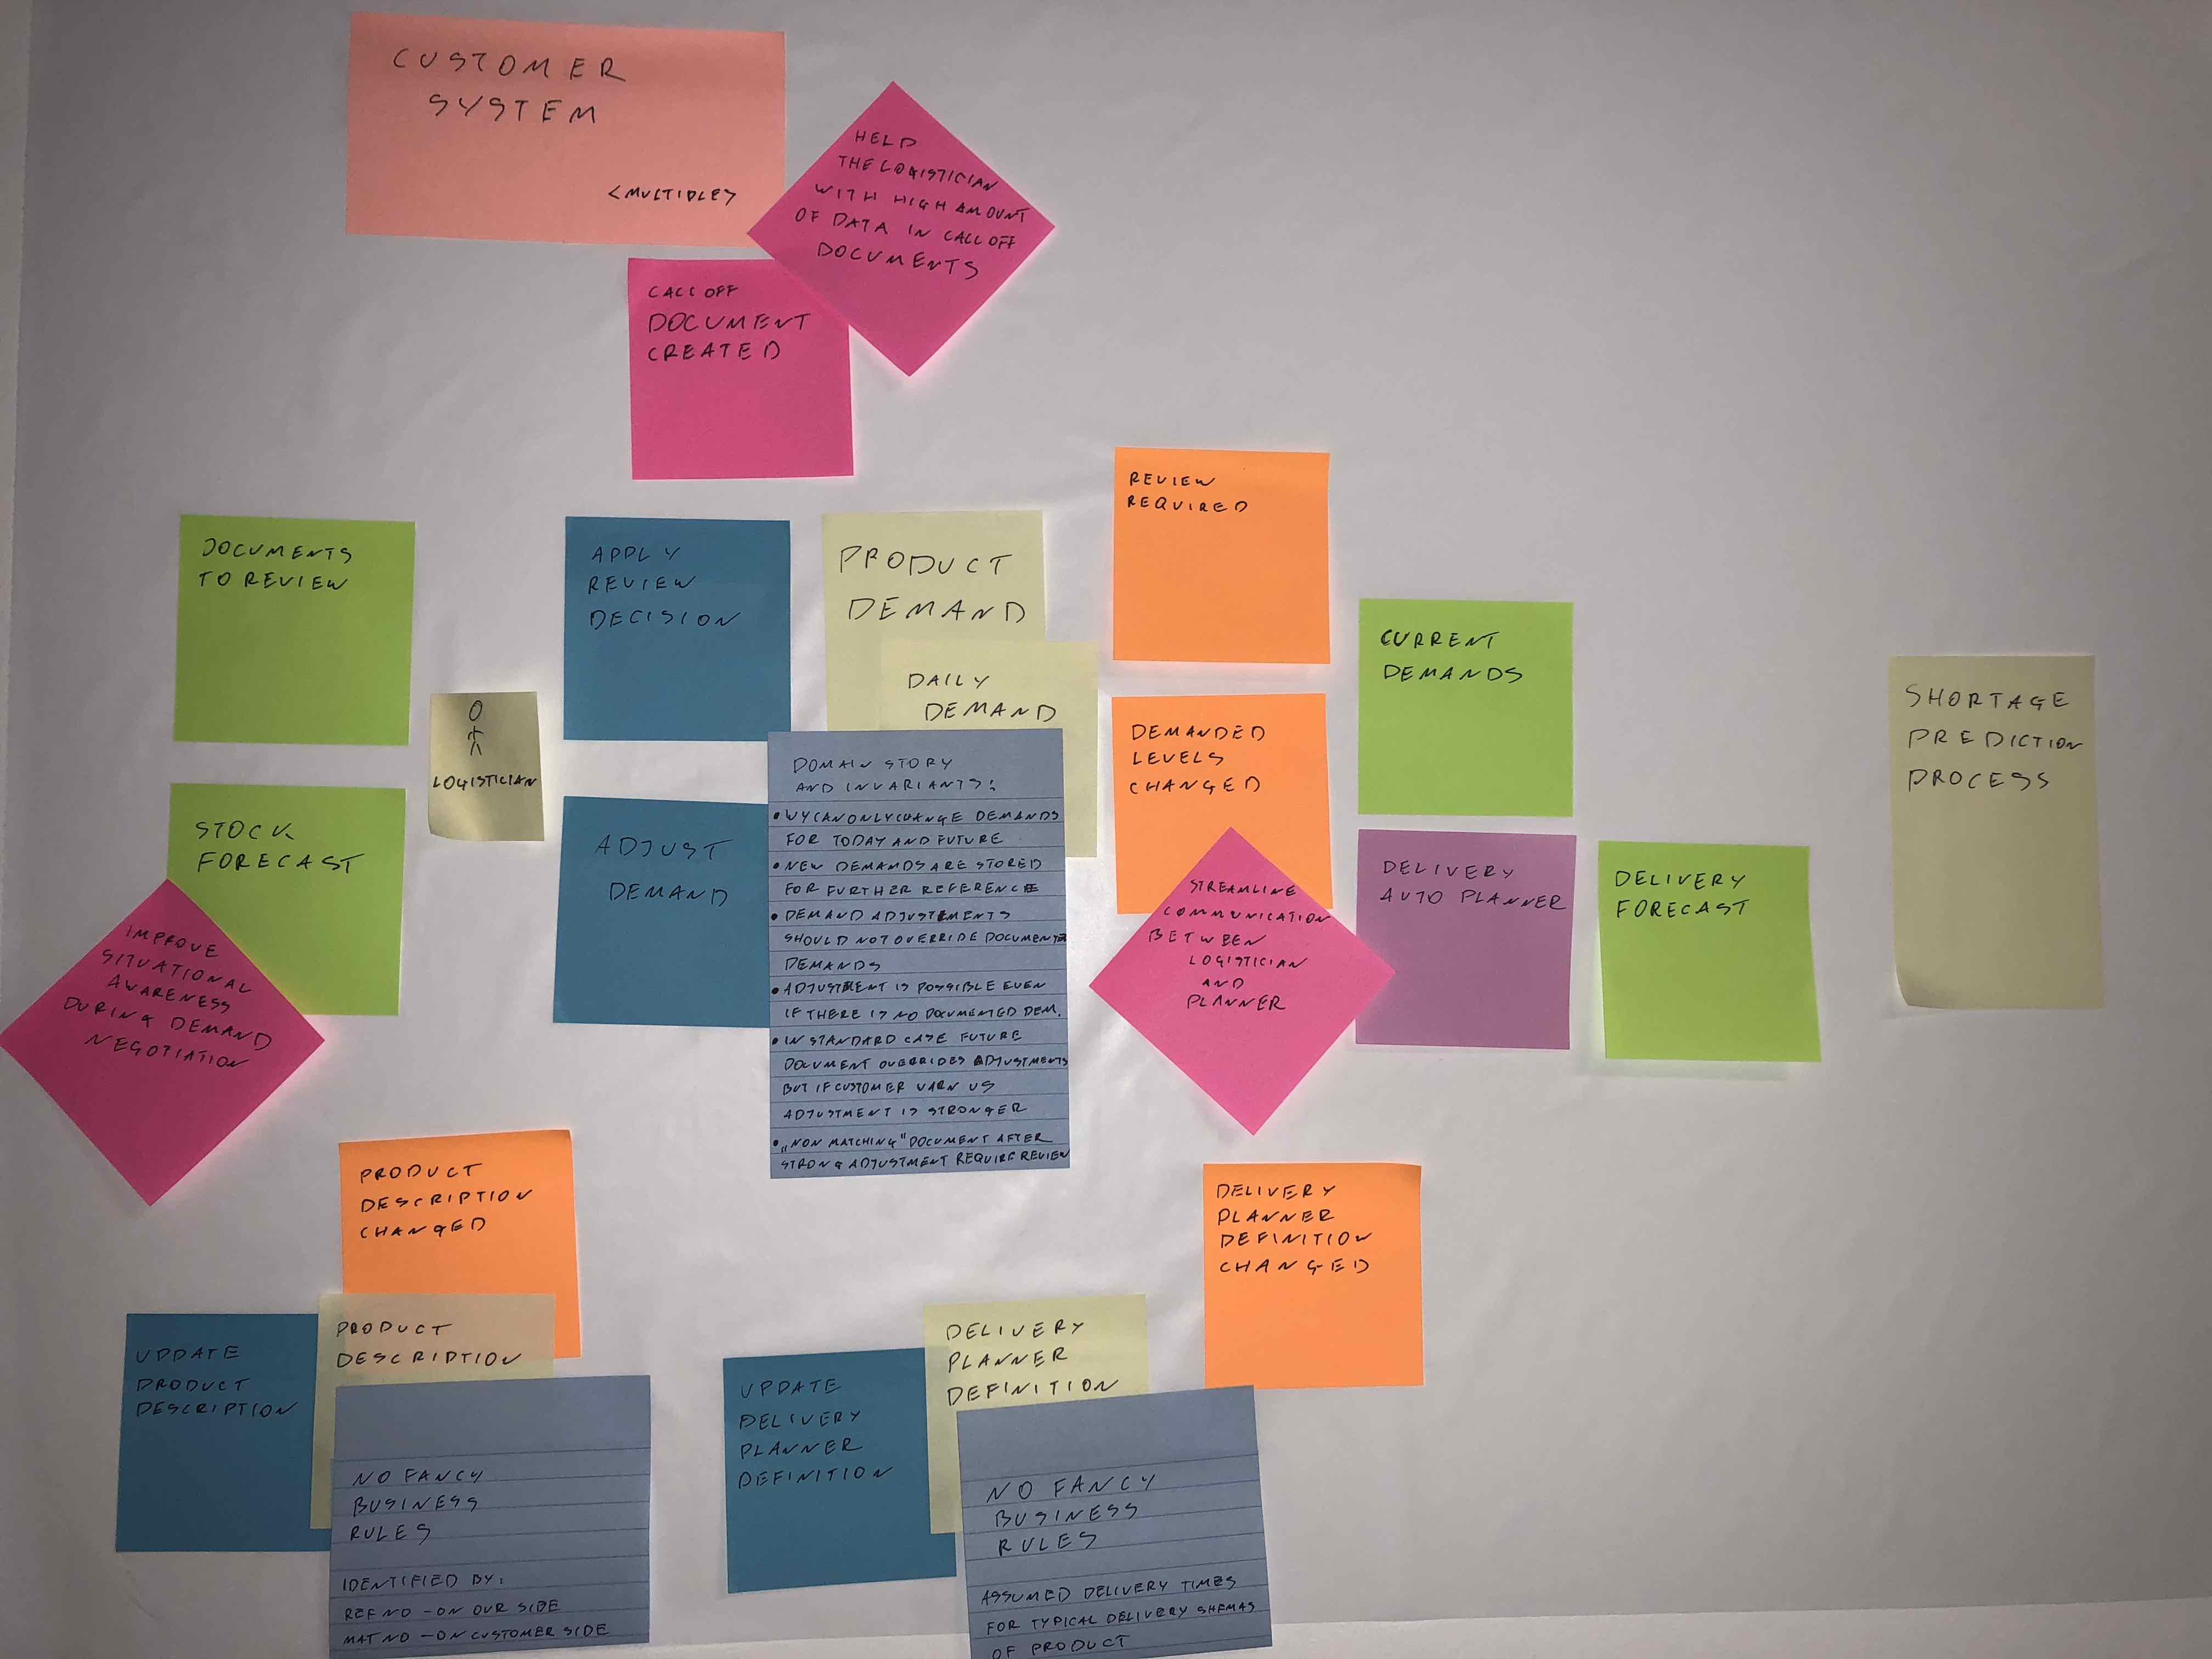 CUSTOMER
SYSTEM
<MULTIPLE>
HELD
THE LOGISTICIAN
WITH HIGH AMOUNT
OF DATA IN CALL OFF
DOCUMENTS
CALL OFF
DOCUMENT
CREATED
REVIEW
REQUIRED
DOCUMENTS
TO REVIEW
APPLY
REVIEW
DECISION
PRODUCT
DEMAND
DAILY
DEMAND
LOGISTICIAN
DEMANDED
LEVELS
CHANGED
CURRENT
DEMANDS
SHORTAGE
PREDICTION
PROCESS
STOCK
FORECAST
ADJUST
DEMAND
DOMAIN STORY
AND INVARIANTS:
• WY CAN ONLY CHANGE DEMANDS
FOR TODAY AND FUTURE
• NEW DEMANDS ARE STORED
FOR FURTHER REFERENCE
• DEMAND ADJUSTEMENTS
SHOULD NOT OVERRIDE DOCUMENTED
DEMANDS
• ADJUSTMENT IS POSSIBLE EVEN
IF THERE IS NO DOCUMENTED DEM.
• IN STANDARD CASE FUTURE
DOCUMENT OVERRIDES ADJUSTMENTS
BUT IF CUSTOMER VARN US
ADJUSTMENT IS STRONGER
• „NON MATCHING" DOCUMENT AFTER
STRONG ADJUSTMENT REQUIRE REVIEW
STREAMLINE
COMMUNICATION
BETWEEN
LOGISTICIAN
AND
PLANNER
DELIVERY
AUTO PLANNER
DELIVERY
FORECAST
IMPROVE
SITUATIONAL
AWARENESS
DURING DEMAND
NEGOTIATION
PRODUCT
DESCRIPTION
CHANGED
DELIVERY
PLANNER
DEFINITION
CHANGED
UPDATE
PRODUCT
DESCRIPTION
PRODUCT
DESCRIPTION
NO FANCY
BUSINESS
RULES
IDENTIFIED BY:
REFNO - ON OUR SIDE
MATNO - ON CUSTOMER SIDE
UPDATE
DELIVERY
PLANNER
DEFINITION
DELIVERY
PLANNER
DEFINITION
NO FANCY
BUSINESS
RULES
ASSUMED DELIVERY TIMES
FOR TYPICAL DELIVERY SHEMAS
OF PRODUCT